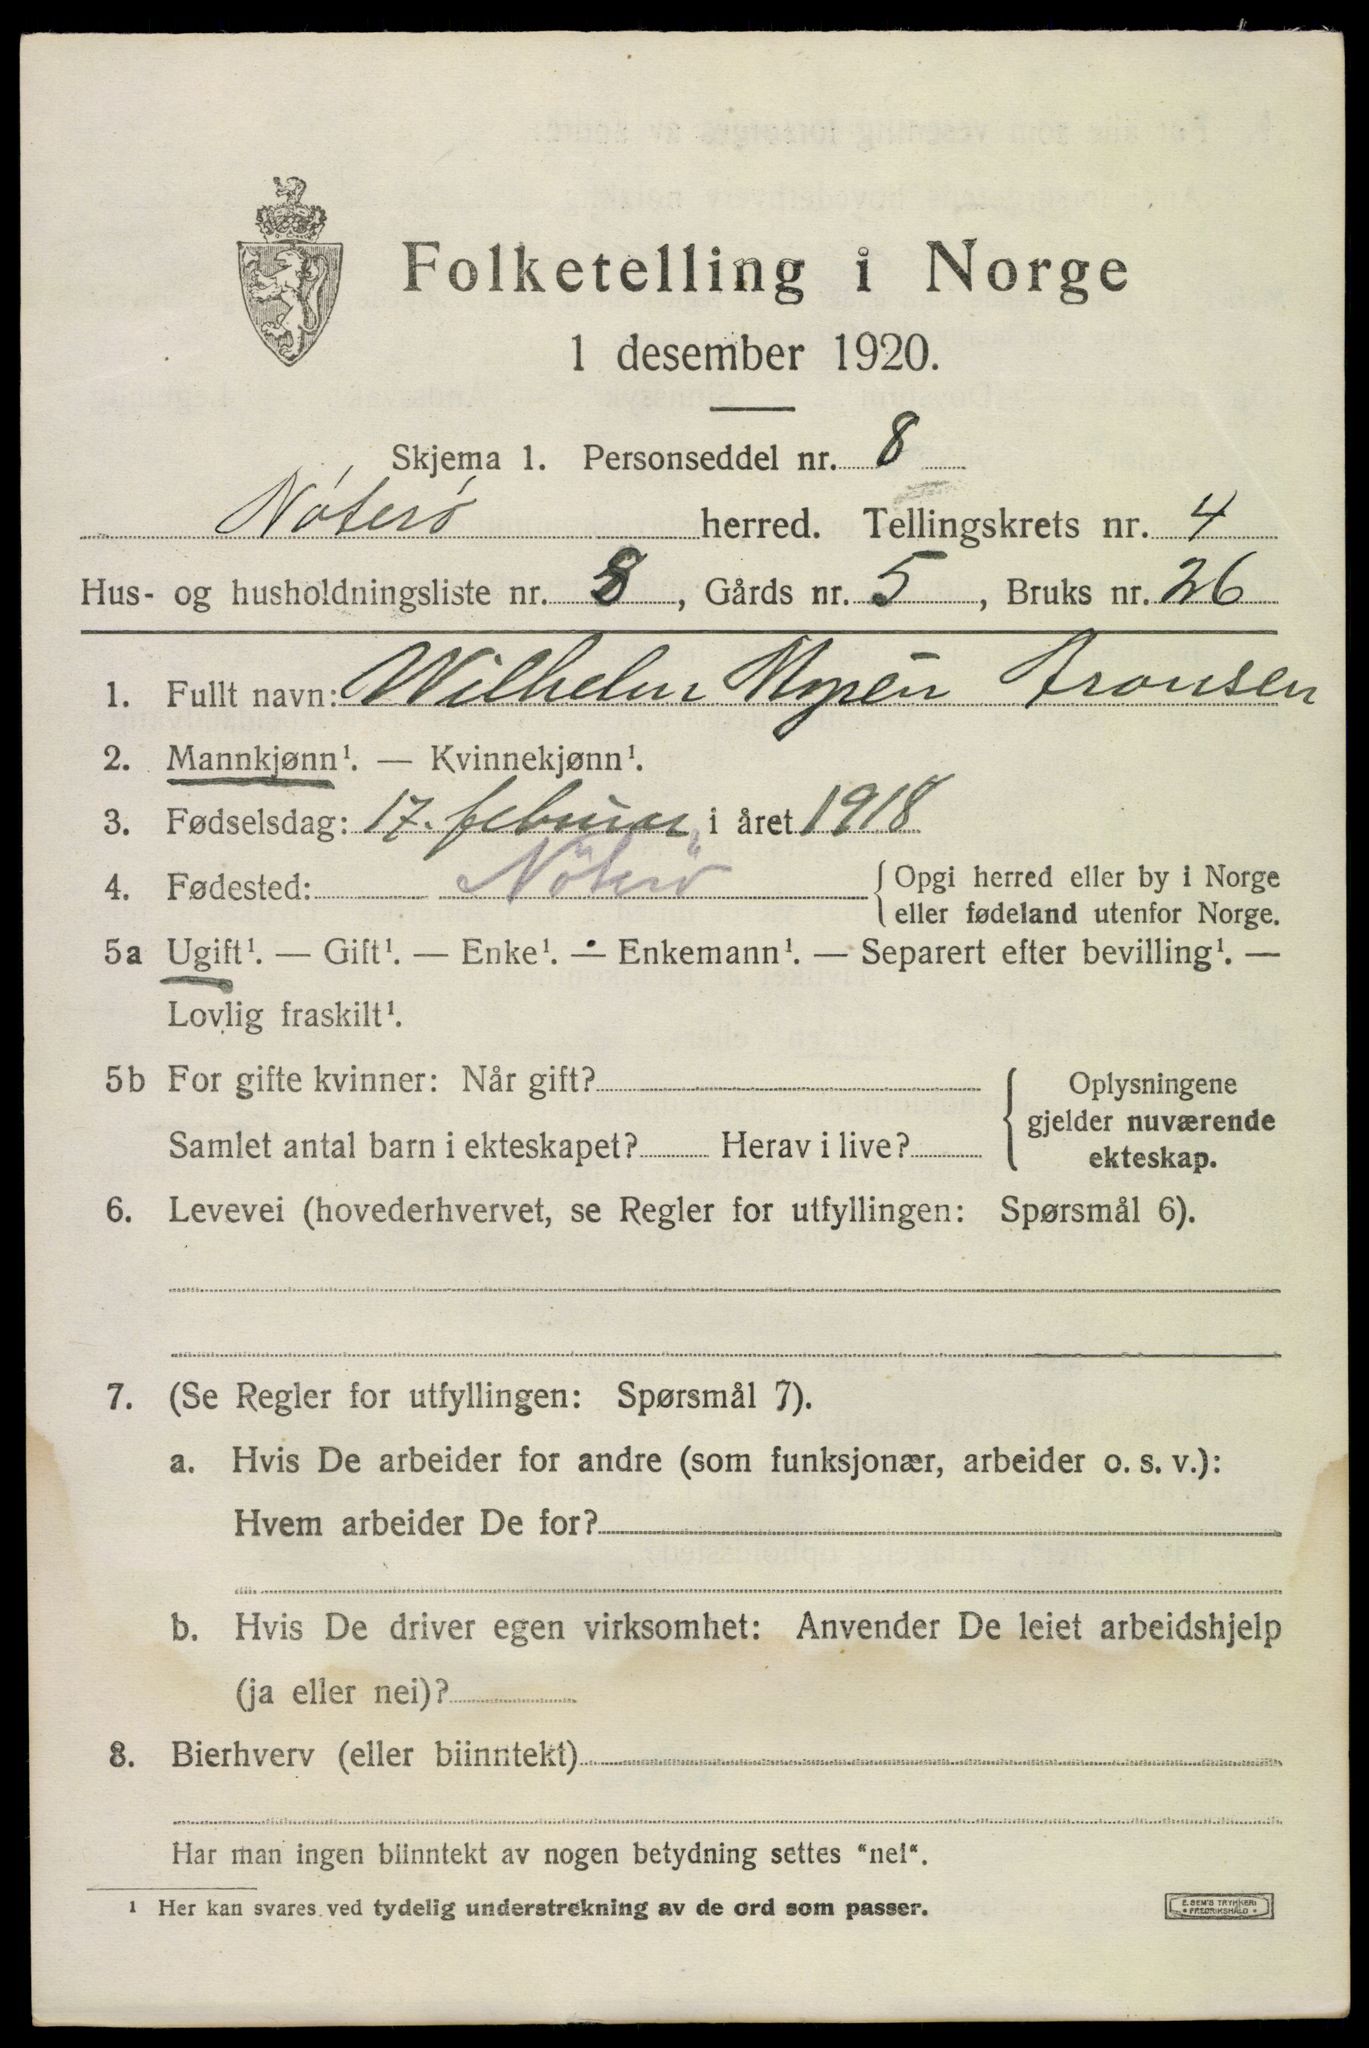 Folketelling i Norge
1 desember 1920.
Skjema 1. Personseddel nr. 8
Nøterø herred. Tellingskrets nr. 4
Hus- og husholdningsliste nr. 8, Gårds nr. 5, Bruks nr. 26
1. Fullt navn: Wilhelm Myren Aronsen
2. Mannkjønn¹. — Kvinnekjønn¹.
3. Fødselsdag: 17. februar i året 1918
4. Fødested: Nøterø {Opgi herred eller by i Norge
eller fødeland utenfor Norge.
5a Ugift¹. — Gift¹. — Enke¹. — Enkemann¹. — Separert efter bevilling¹. —
Lovlig fraskilt¹.
5b For gifte kvinner: Når gift? { Oplysningene
gjelder nuværende
Samlet antal barn i ekteskapet? Herav i live? ekteskap.
6. Levevei (hovederhvervet, se Regler for utfyllingen: Spørsmål 6).
7. (Se Regler for utfyllingen: Spørsmål 7).
a. Hvis De arbeider for andre (som funksjonær, arbeider o. s. v.):
Hvem arbeider De for?
b. Hvis De driver egen virksomhet: Anvender De leiet arbeidshjelp
(ja eller nei)?
8. Bierhverv (eller biinntekt)
Har man ingen biinntekt av nogen betydning settes "nei".
¹ Her kan svares ved tydelig understrekning av de ord som passer.
E. SEM'S TRYKKERI
FREDRIKSHALD